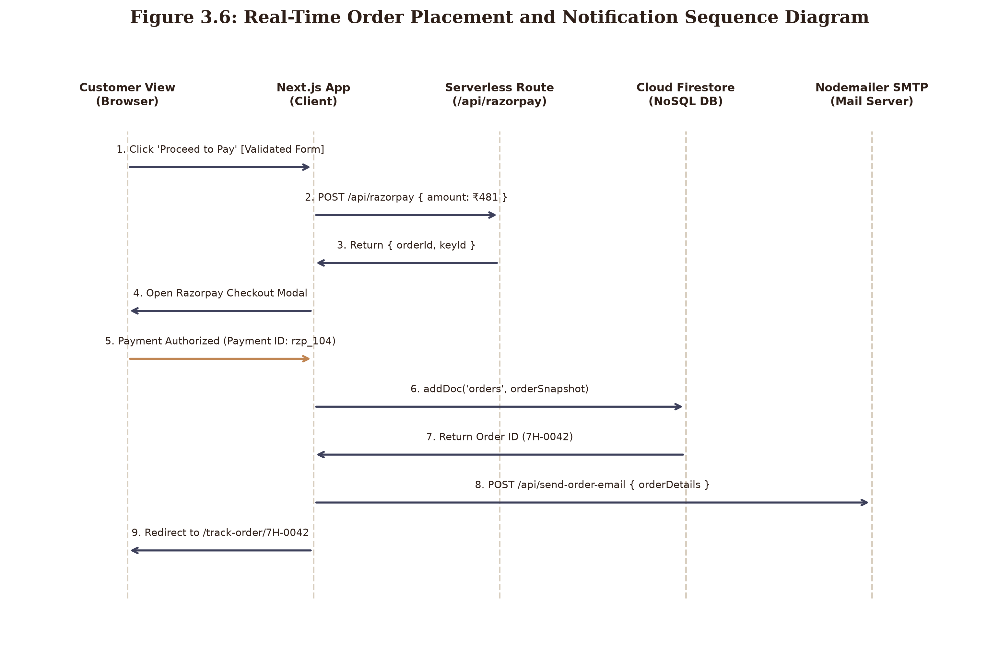 Figure 3.6: Real-Time Order Placement and Notification Sequence Diagram
Customer View
(Browser)
Next.js App
(Client)
Serverless Route
(/api/razorpay)
Cloud Firestore
(NoSQL DB)
Nodemailer SMTP
(Mail Server)
1. Click 'Proceed to Pay' [Validated Form]
2. POST /api/razorpay { amount: ₹481 }
3. Return { orderId, keyId }
4. Open Razorpay Checkout Modal
5. Payment Authorized (Payment ID: rzp_104)
6. addDoc('orders', orderSnapshot)
7. Return Order ID (7H-0042)
8. POST /api/send-order-email { orderDetails }
9. Redirect to /track-order/7H-0042